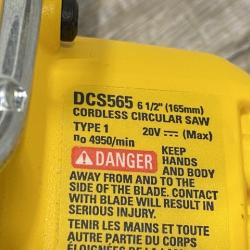 DCS565 6 1/2" (165mm)
CORDLESS CIRCULAR SAW
TYPE 1 20V ⎓ (Max)
n₀ 4950/min
⚠ DANGER KEEP
HANDS
AND BODY
AWAY FROM AND TO THE
SIDE OF THE BLADE. CONTACT
WITH BLADE WILL RESULT IN
SERIOUS INJURY.
TENIR LES MAINS ET TOUTE
AUTRE PARTIE DU CORPS